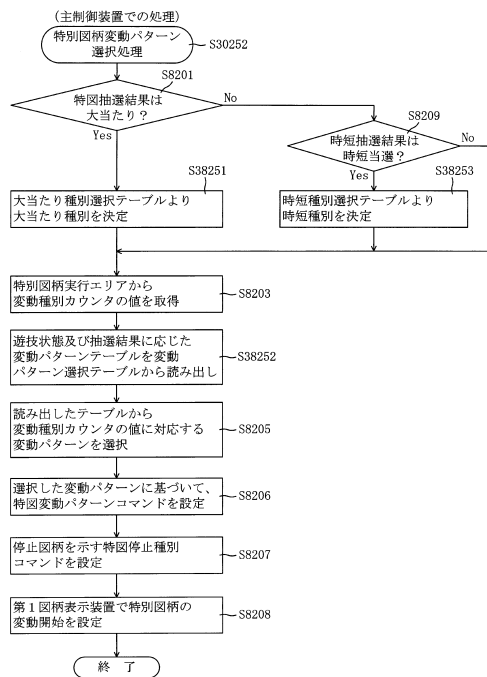 (主制御装置での処理)
特別図柄変動パターン
選択処理
S30252
S8201
特図抽選結果は
大当たり？
No
Yes
S8209
時短抽選結果は
時短当選？
No
Yes
S38251
大当たり種別選択テーブルより
大当たり種別を決定
S38253
時短種別選択テーブルより
時短種別を決定
特別図柄実行エリアから
変動種別カウンタの値を取得
S8203
遊技状態及び抽選結果に応じた
変動パターンテーブルを変動
パターン選択テーブルから読み出し
S38252
読み出したテーブルから
変動種別カウンタの値に対応する
変動パターンを選択
S8205
選択した変動パターンに基づいて、
特図変動パターンコマンドを設定
S8206
停止図柄を示す特図停止種別
コマンドを設定
S8207
第１図柄表示装置で特別図柄の
変動開始を設定
S8208
終 了